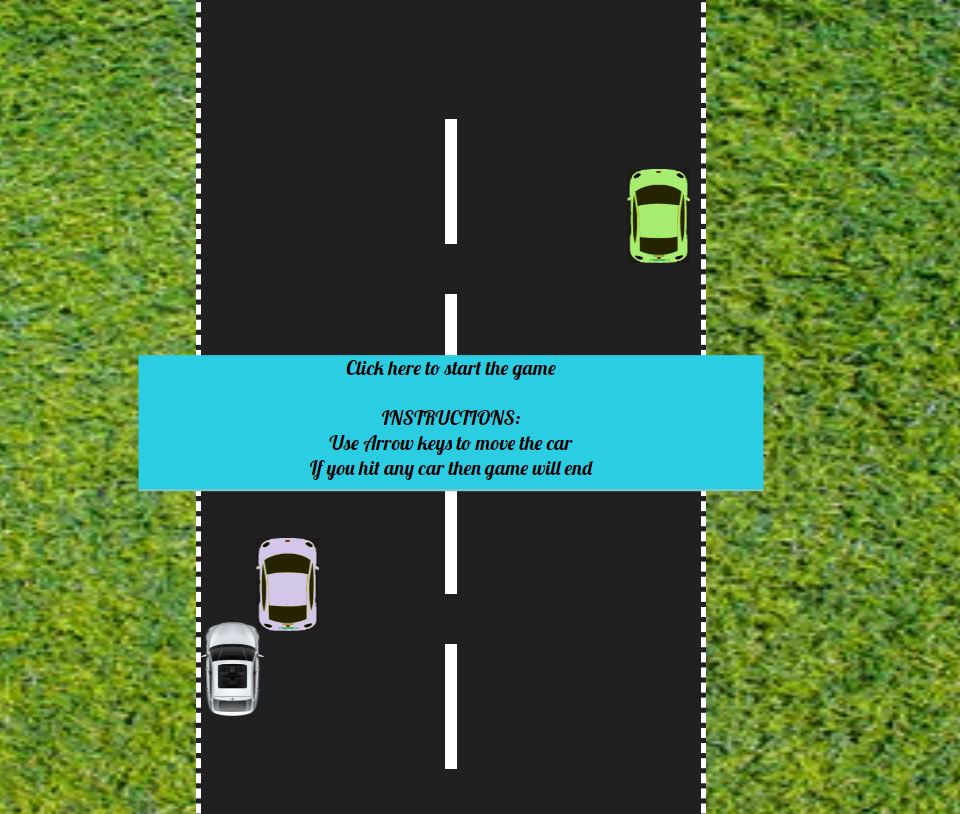 Click here to start the game
INSTRUCTIONS:
Use Arrow keys to move the car
If you hit any car then game will end